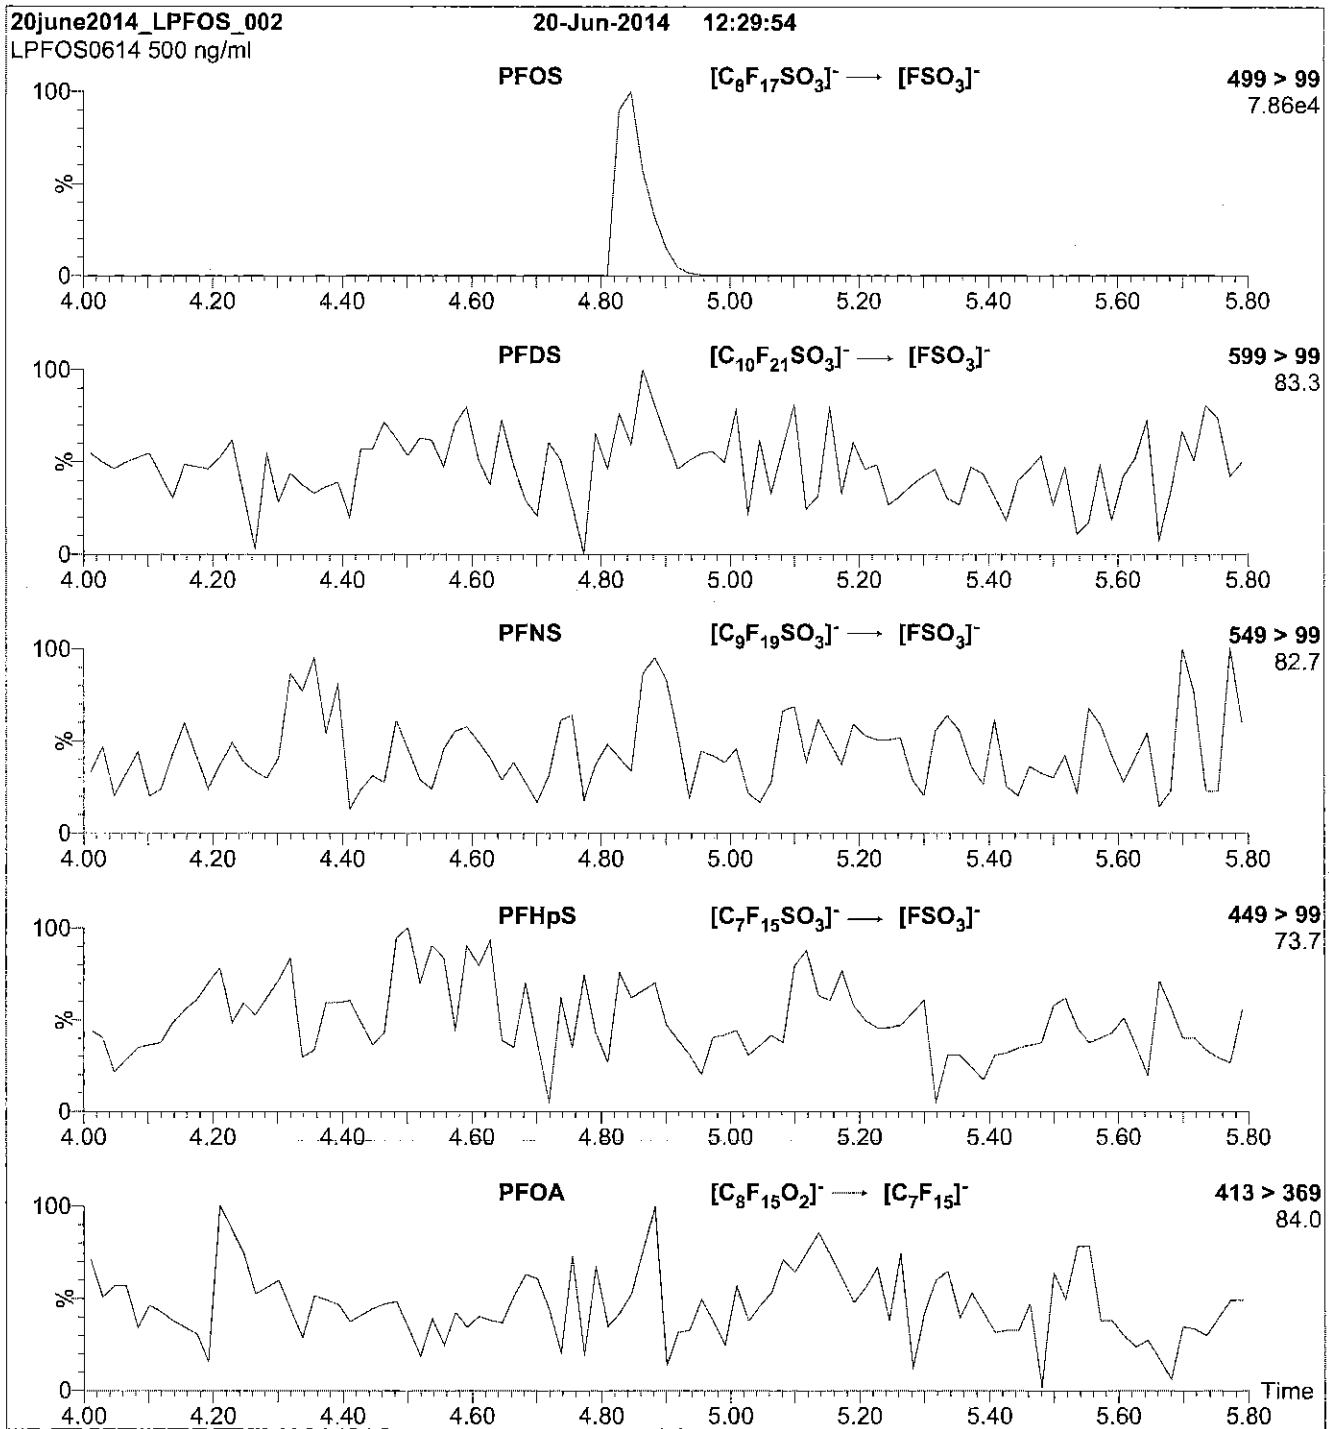 20june2014_LPFOS_002 20-Jun-2014 12:29:54
LPFOS0614 500 ng/ml
PFOS [C₈F₁₇SO₃]⁻ → [FSO₃]⁻ 499 > 99
7.86e4
100
%
0
4.00 4.20 4.40 4.60 4.80 5.00 5.20 5.40 5.60 5.80
PFDS [C₁₀F₂₁SO₃]⁻ → [FSO₃]⁻ 599 > 99
83.3
100
%
0
4.00 4.20 4.40 4.60 4.80 5.00 5.20 5.40 5.60 5.80
PFNS [C₉F₁₉SO₃]⁻ → [FSO₃]⁻ 549 > 99
82.7
100
%
0
4.00 4.20 4.40 4.60 4.80 5.00 5.20 5.40 5.60 5.80
PFHpS [C₇F₁₅SO₃]⁻ → [FSO₃]⁻ 449 > 99
73.7
100
%
0
4.00 4.20 4.40 4.60 4.80 5.00 5.20 5.40 5.60 5.80
PFOA [C₈F₁₅O₂]⁻ → [C₇F₁₅]⁻ 413 > 369
84.0
100
%
0
Time
4.00 4.20 4.40 4.60 4.80 5.00 5.20 5.40 5.60 5.80